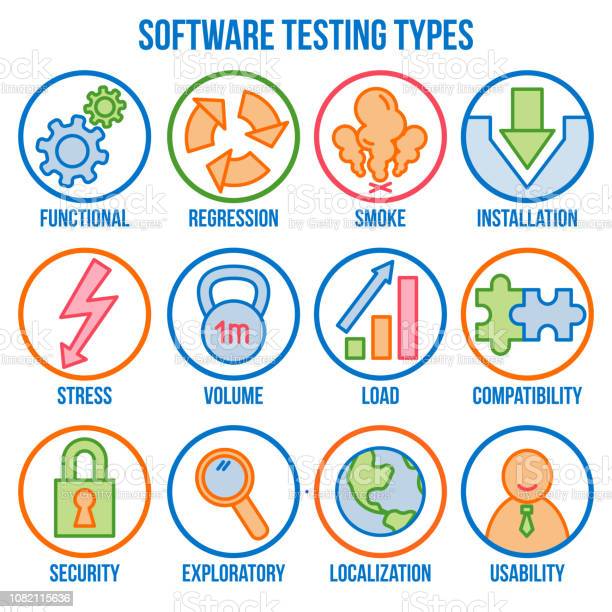 SOFTWARE TESTING TYPES
FUNCTIONAL REGRESSION SMOKE INSTALLATION
1m
STRESS VOLUME LOAD COMPATIBILITY
SECURITY EXPLORATORY LOCALIZATION USABILITY
iStock
by Getty Images™
1082115636